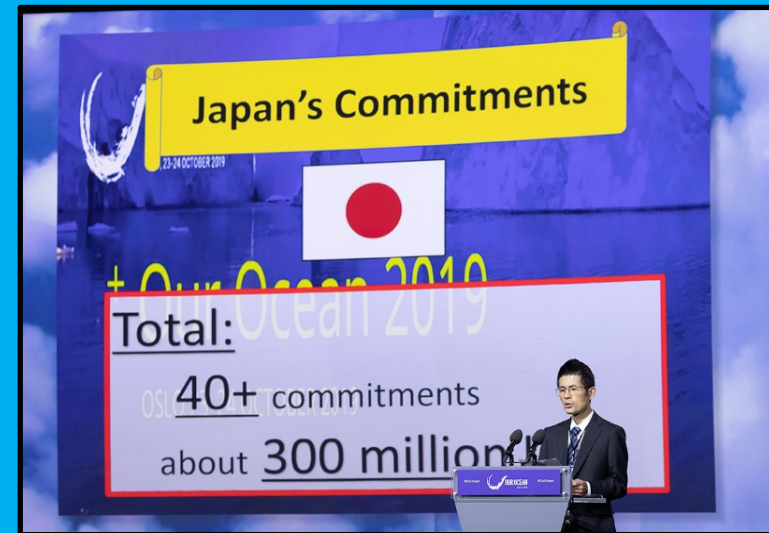 Japan's Commitments
23-24 OCTOBER 2019
Our Ocean 2019
Total:
40+ commitments
about 300 million
OUR OCEAN